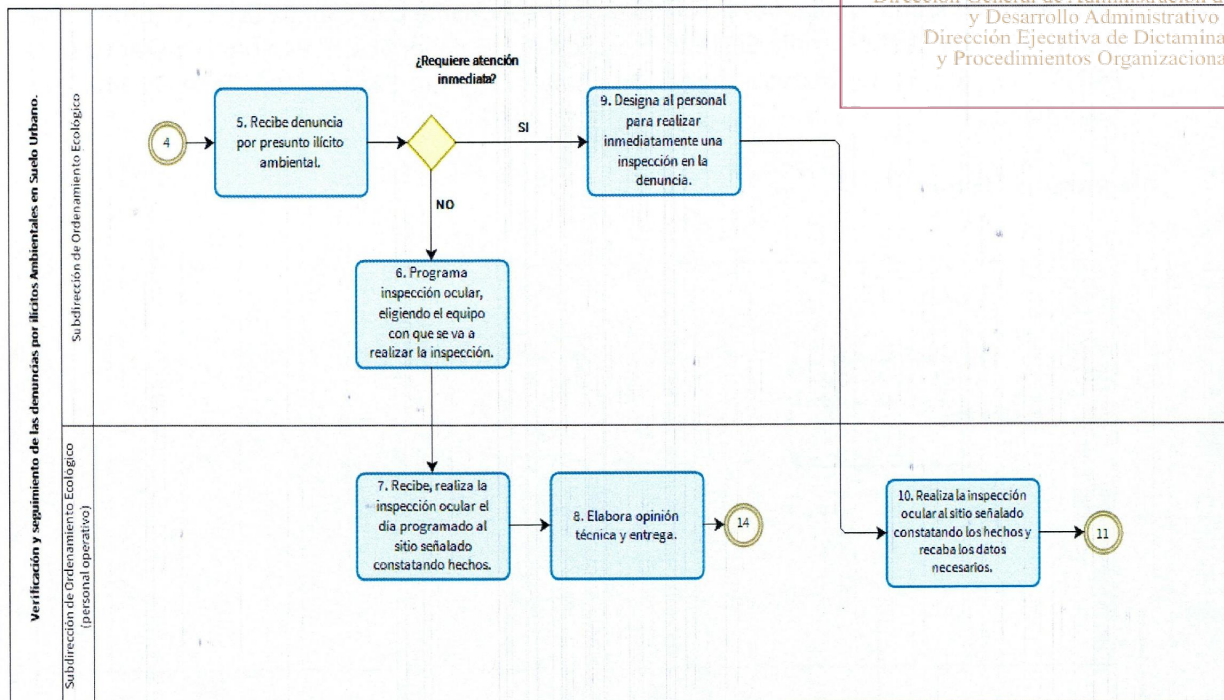 Dirección General de Administración d
y Desarrollo Administrativo
Dirección Ejecutiva de Dictamina
y Procedimientos Organizaciona
Verificación y seguimiento de las denuncias por ilícitos Ambientales en Suelo Urbano.
Subdirección de Ordenamiento Ecológico
4
5. Recibe denuncia
por presunto ilícito
ambiental.
¿Requiere atención
inmediata?
SI
NO
9. Designa al personal
para realizar
inmediatamente una
inspección en la
denuncia.
6. Programa
inspección ocular,
eligiendo el equipo
con que se va a
realizar la inspección.
Subdirección de Ordenamiento Ecológico
(personal operativo)
7. Recibe, realiza la
inspección ocular el
día programado al
sitio señalado
constatando hechos.
8. Elabora opinión
técnica y entrega.
14
10. Realiza la inspección
ocular al sitio señalado
constatando los hechos y
recaba los datos
necesarios.
11